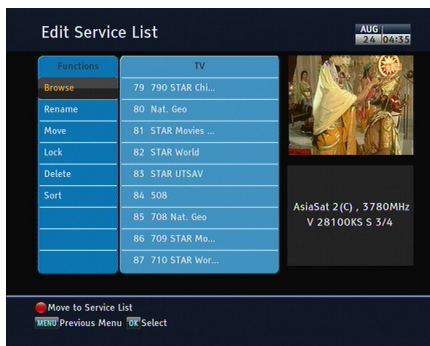 Edit Service List
AUG
24 04:35
Functions
TV
Browse
Rename
Move
Lock
Delete
Sort
79 790 STAR Chi...
80 Nat. Geo
81 STAR Movies ...
82 STAR World
83 STAR UTSAV
84 508
85 708 Nat. Geo
86 709 STAR Mo...
87 710 STAR Wor...
AsiaSat 2(C) , 3780MHz
V 28100KS S 3/4
Move to Service List
MENU Previous Menu OK Select